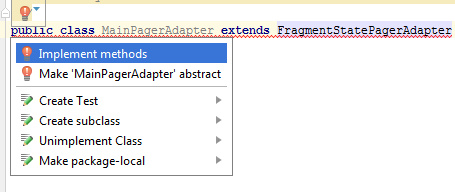 public class MainPagerAdapter extends FragmentStatePagerAdapter
Implement methods
Make 'MainPagerAdapter' abstract
Create Test
Create subclass
Unimplement Class
Make package-local